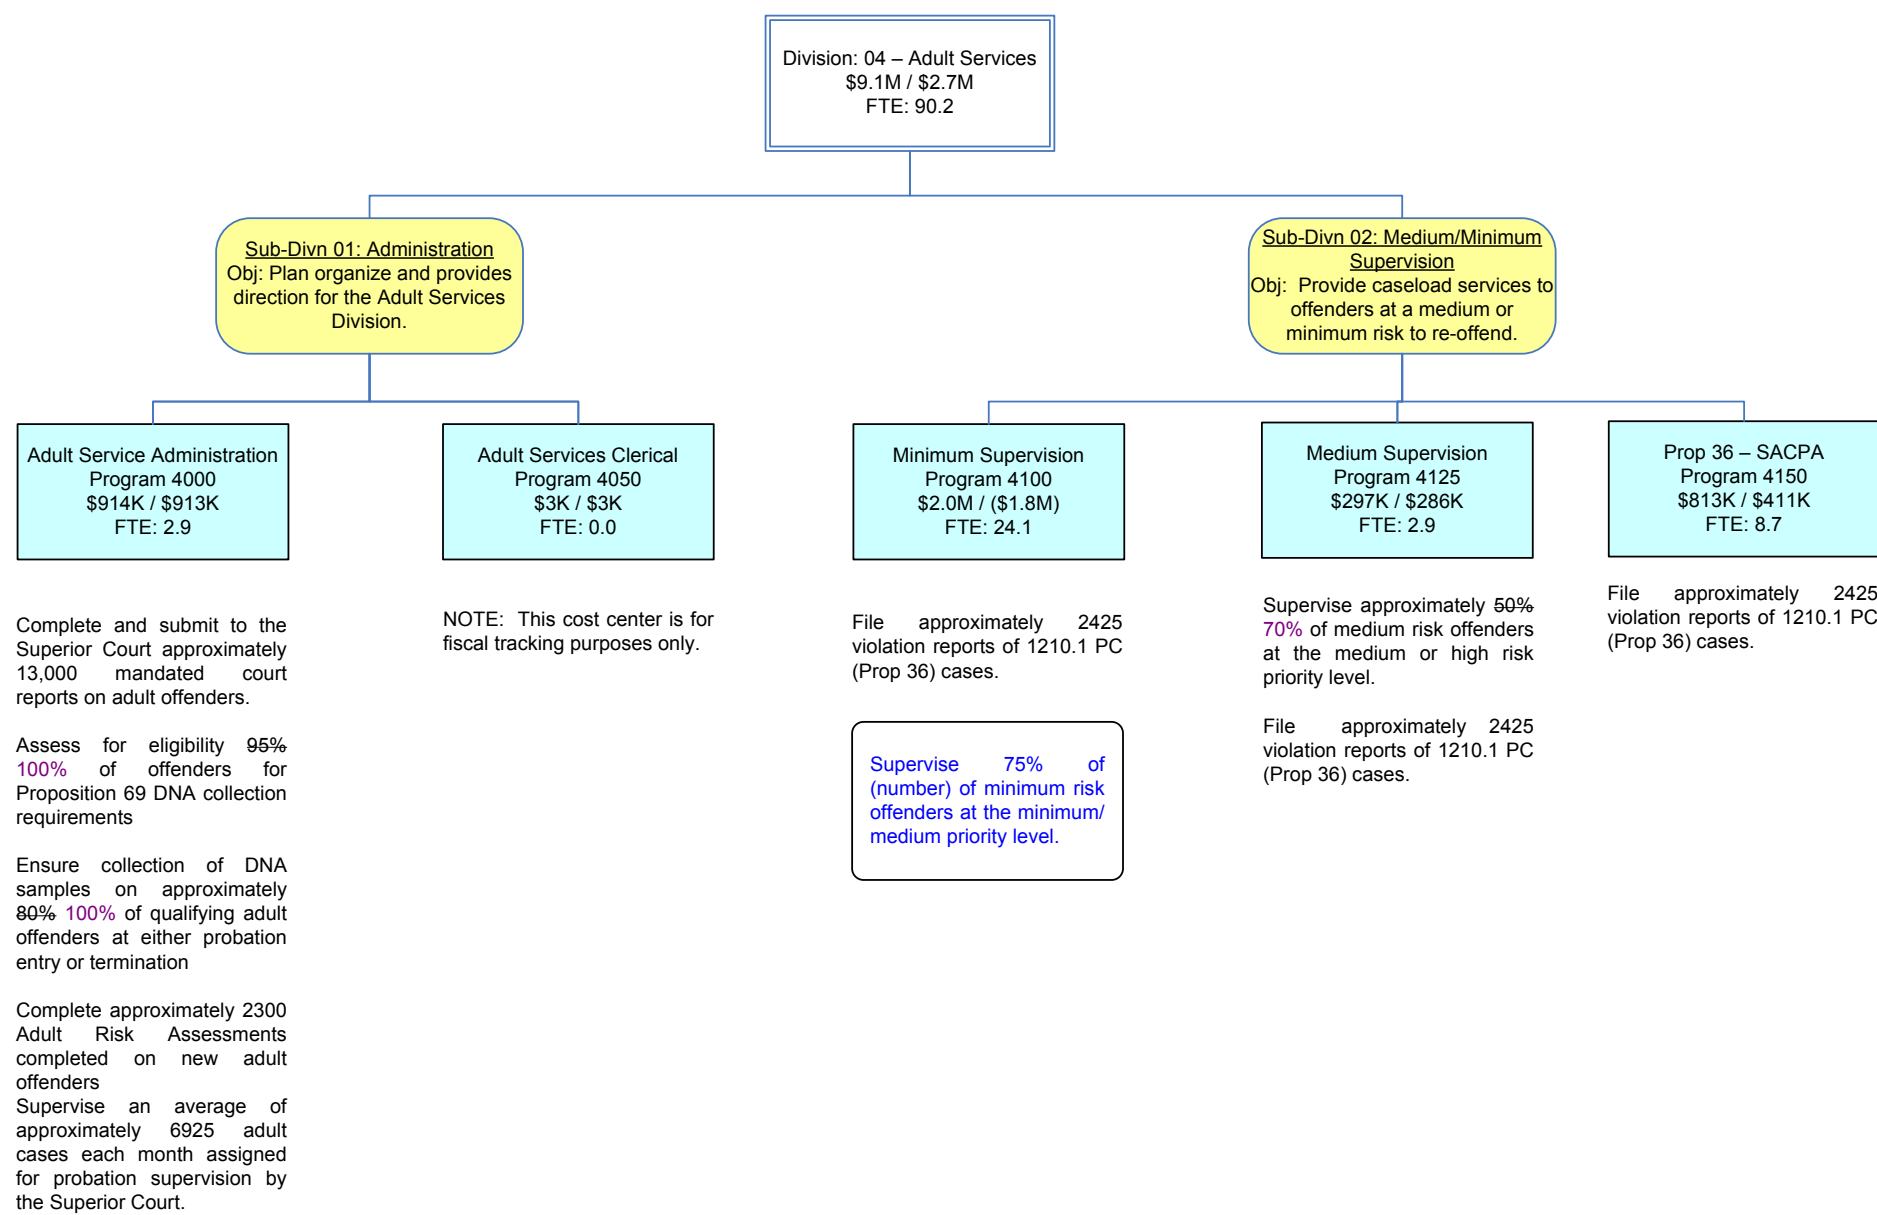 Division: 04 – Adult Services
$9.1M / $2.7M
FTE: 90.2
Sub-Divn 01: Administration
Obj: Plan organize and provides
direction for the Adult Services
Division.
Sub-Divn 02: Medium/Minimum
Supervision
Obj:  Provide caseload services to
offenders at a medium or
minimum risk to re-offend.
Adult Service Administration
Program 4000
$914K / $913K
FTE: 2.9
Adult Services Clerical
Program 4050
$3K / $3K
FTE: 0.0
Minimum Supervision
Program 4100
$2.0M / ($1.8M)
FTE: 24.1
Medium Supervision
Program 4125
$297K / $286K
FTE: 2.9
Prop 36 – SACPA
Program 4150
$813K / $411K
FTE: 8.7
Complete and submit to the
Superior Court approximately
13,000 mandated court
reports on adult offenders.
Assess for eligibility 95%
100% of offenders for
Proposition 69 DNA collection
requirements
Ensure collection of DNA
samples on approximately
80% 100% of qualifying adult
offenders at either probation
entry or termination
Complete approximately 2300
Adult Risk Assessments
completed on new adult
offenders
Supervise an average of
approximately 6925 adult
cases each month assigned
for probation supervision by
the Superior Court.
NOTE:  This cost center is for
fiscal tracking purposes only.
File approximately 2425
violation reports of 1210.1 PC
(Prop 36) cases.
Supervise 75% of
(number) of minimum risk
offenders at the minimum/
medium priority level.
Supervise approximately 50%
70% of medium risk offenders
at the medium or high risk
priority level.
File approximately 2425
violation reports of 1210.1 PC
(Prop 36) cases.
File approximately 2425
violation reports of 1210.1 PC
(Prop 36) cases.